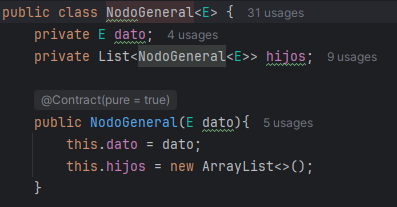 public class NodoGeneral<E> {   31 usages
    private E dato;   4 usages
    private List<NodoGeneral<E>> hijos;   9 usages
    @Contract(pure = true)
    public NodoGeneral(E dato){   5 usages
        this.dato = dato;
        this.hijos = new ArrayList<>();
    }